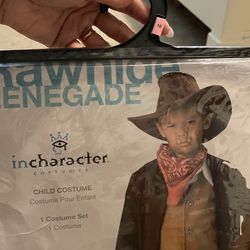 rawhide
RENEGADE
incharacter
costumes
CHILD COSTUME
Costume Pour Enfant
1 Costume Set
1 Costume